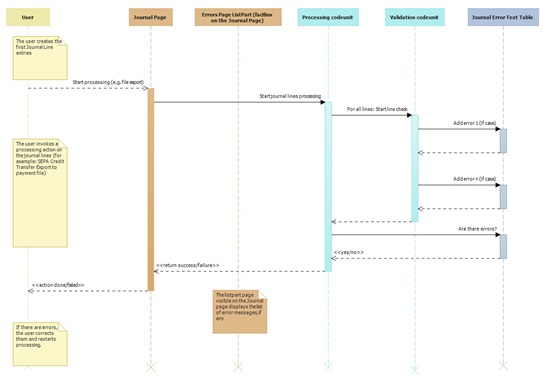 User
Journal Page
Errors Page ListPart (factbox
on the Journal Page)
Processing codeunit
Validation codeunit
Journal Error Text Table
The user creates the
first Journal Line
entries
Start processing (e.g. file export)
Start journal lines processing
For all lines: Start line check
Add error 1 (if case)
The user invokes a
processing action on
the journal lines (for
example: SEPA Credit
Transfer Export to
payment file)
Add error n (if case)
Are there errors?
<<yes/no>>
<<return success/failure>>
<<action done/failed>>
The listpart page
visible on the Journal
page displays the list
of error messages, if
any
If there are errors,
the user corrects
them and restarts
processing.